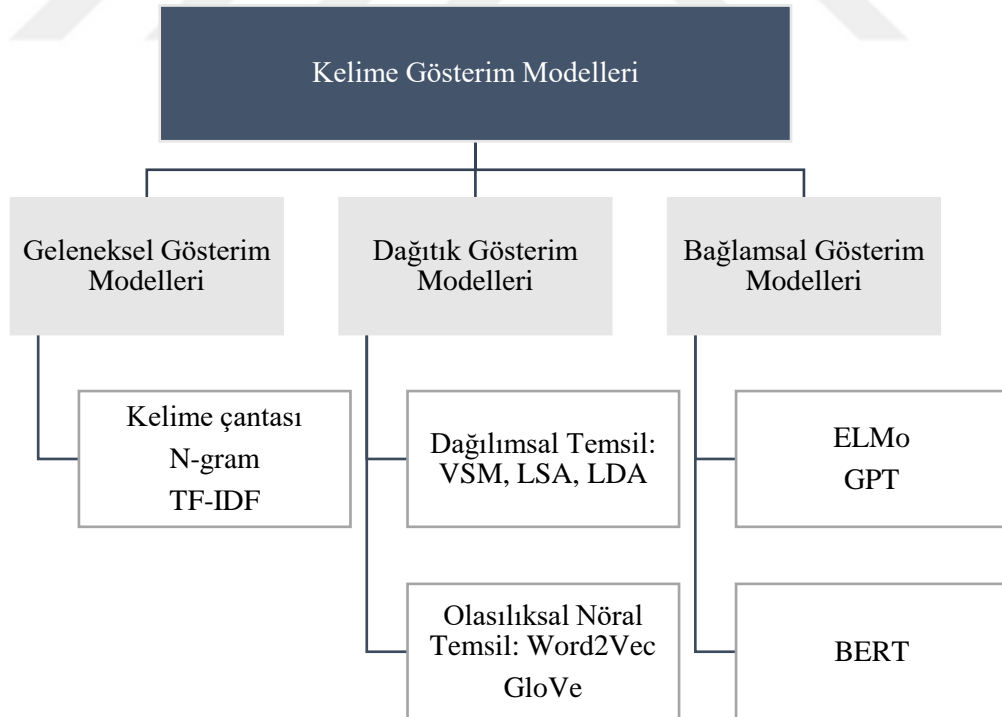 Kelime Gösterim Modelleri
Geleneksel Gösterim
Modelleri
Dağıtık Gösterim
Modelleri
Bağlamsal Gösterim
Modelleri
Kelime çantası
N-gram
TF-IDF
Dağılımsal Temsil:
VSM, LSA, LDA
ELMo
GPT
Olasılıksal Nöral
Temsil: Word2Vec
GloVe
BERT